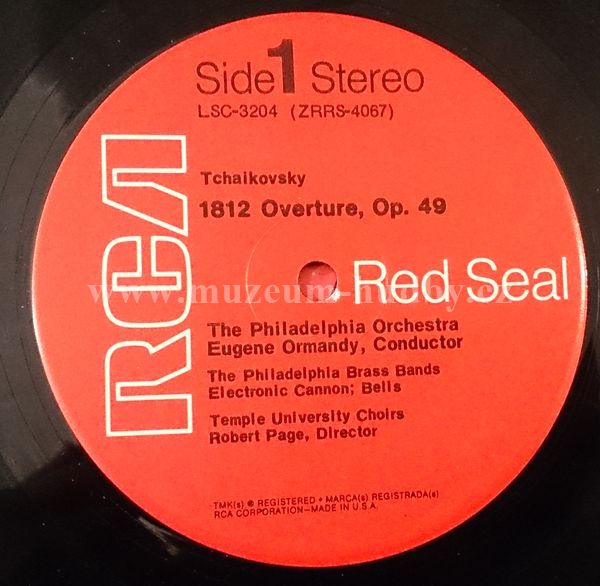 Side 1 Stereo
LSC-3204 (ZRRS-4067)
RCA
Tchaikovsky
1812 Overture, Op. 49
Red Seal
www.muzeum-hudby.cz
The Philadelphia Orchestra
Eugene Ormandy, Conductor
The Philadelphia Brass Bands
Electronic Cannon; Bells
Temple University Choirs
Robert Page, Director
TMK(s) ® REGISTERED • MARCA(s) REGISTRADA(s)
RCA CORPORATION—MADE IN U.S.A.